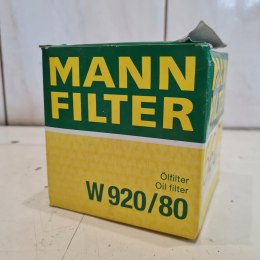 MANN
FILTER
Ölfilter
Oil filter
W 920/80